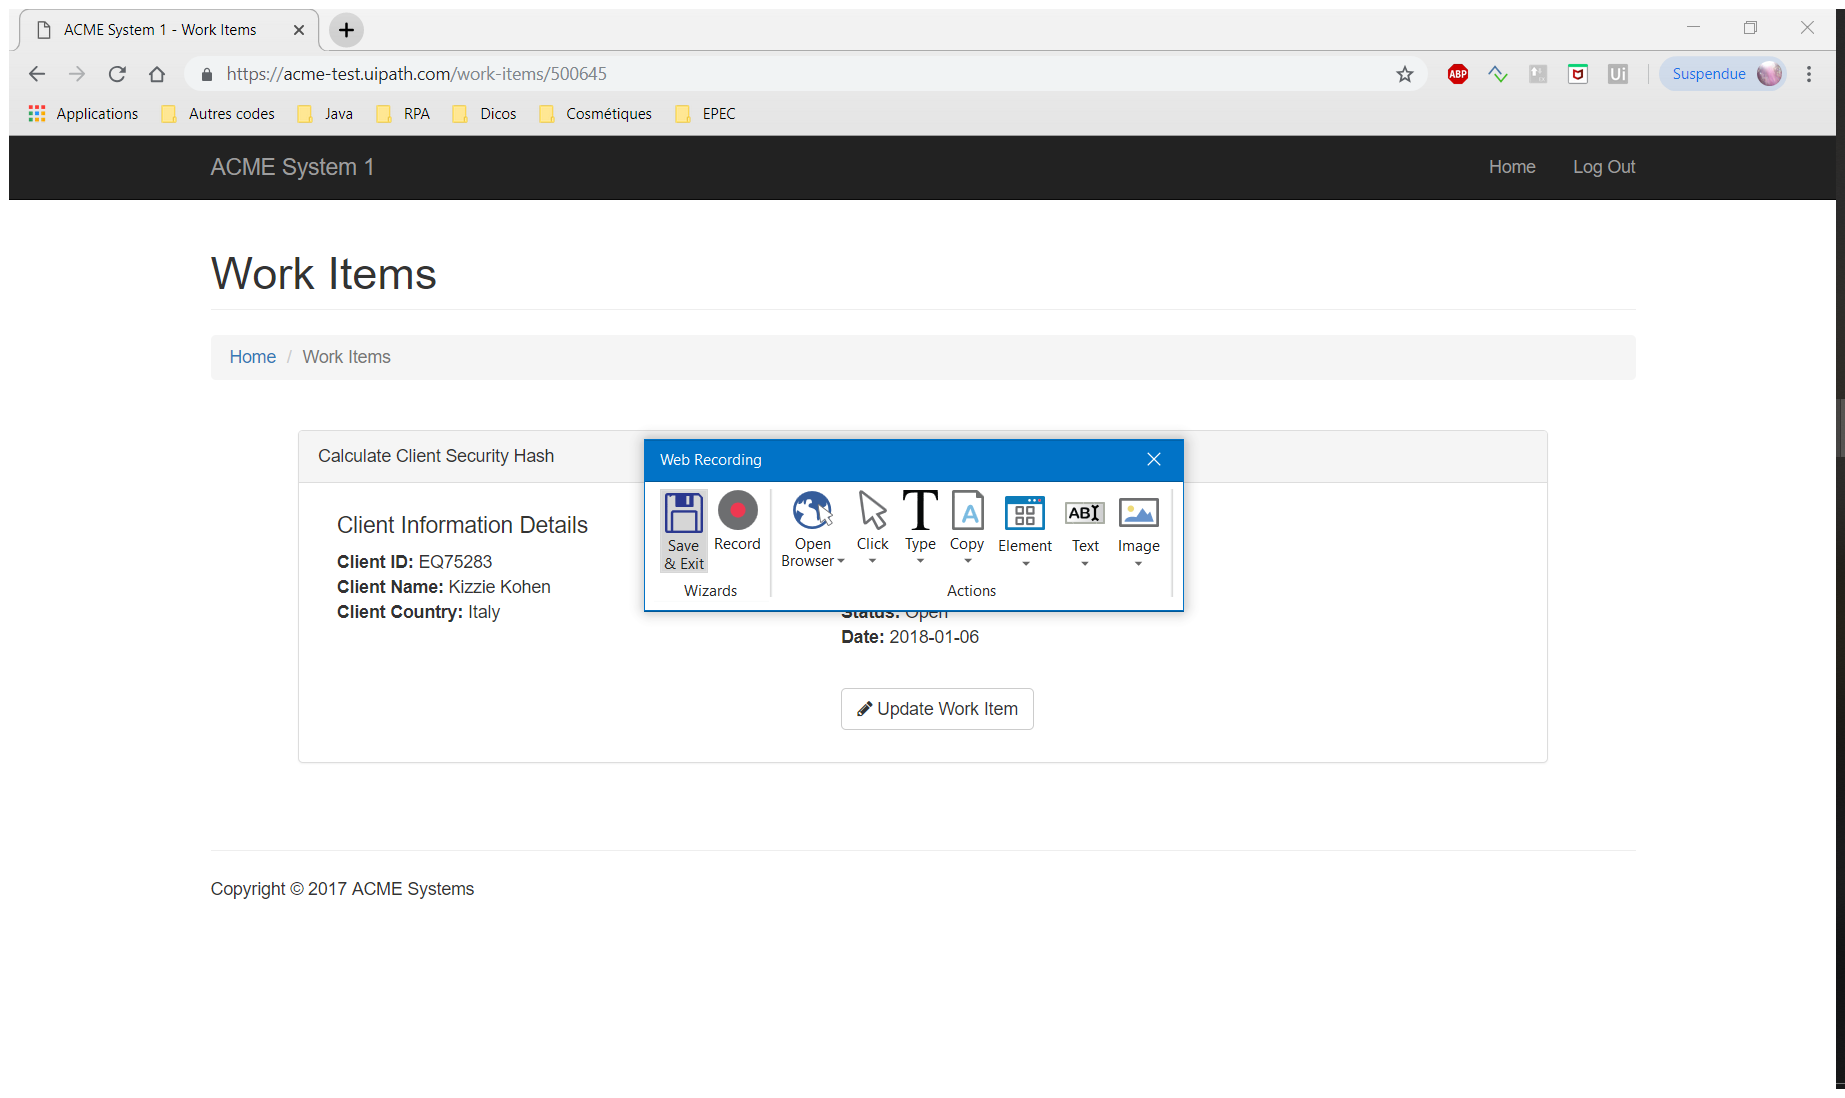 ACME System 1 - Work Items
https://acme-test.uipath.com/work-items/500645
ABP
Ui
Suspendue
Applications
Autres codes
Java
RPA
Dicos
Cosmétiques
EPEC
ACME System 1
Home
Log Out
Work Items
Home / Work Items
Calculate Client Security Hash
Client Information Details
Client ID: EQ75283
Client Name: Kizzie Kohen
Client Country: Italy
Web Recording
Save
& Exit
Record
Wizards
Open
Browser
Click
T
Type
A
Copy
Element
AB
Text
Image
Actions
Status: Open
Date: 2018-01-06
Update Work Item
Copyright © 2017 ACME Systems